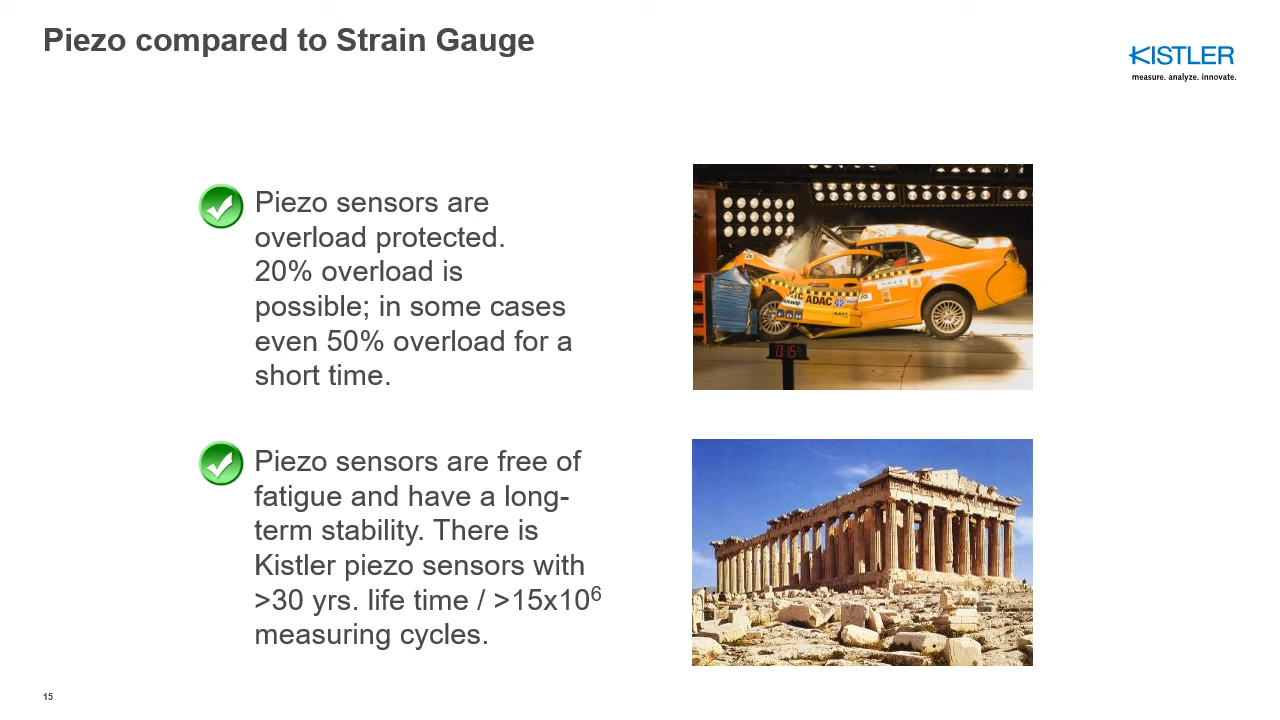 Piezo compared to Strain Gauge
KISTLER
measure. analyze. innovate.
Piezo sensors are
overload protected.
20% overload is
possible; in some cases
even 50% overload for a
short time.
ADAC
Piezo sensors are free of
fatigue and have a long-
term stability. There is
Kistler piezo sensors with
>30 yrs. life time / >15x10⁶
measuring cycles.
15